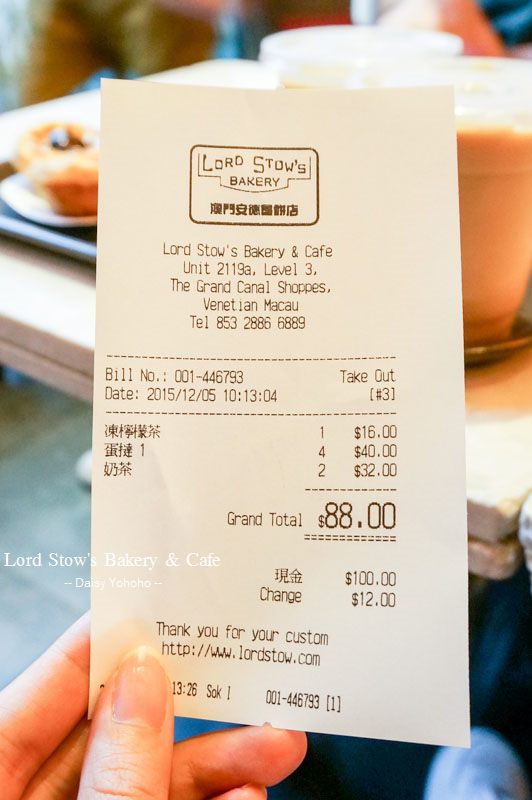 LORD STOW'S
BAKERY
澳門安德魯餅店
Lord Stow's Bakery & Cafe
Unit 2119a, Level 3,
The Grand Canal Shoppes,
Venetian Macau
Tel 853 2886 6889
Bill No.: 001-446793 Take Out
Date: 2015/12/05 10:13:04 [#3]
凍檸檬茶 1 $16.00
蛋撻 1 4 $40.00
奶茶 2 $32.00
Grand Total $88.00
現金 $100.00
Change $12.00
Thank you for your custom
http://www.lordstow.com
13:26 Sok I 001-446793 [1]
Lord Stow's Bakery & Cafe
-- Daisy Yohoho --